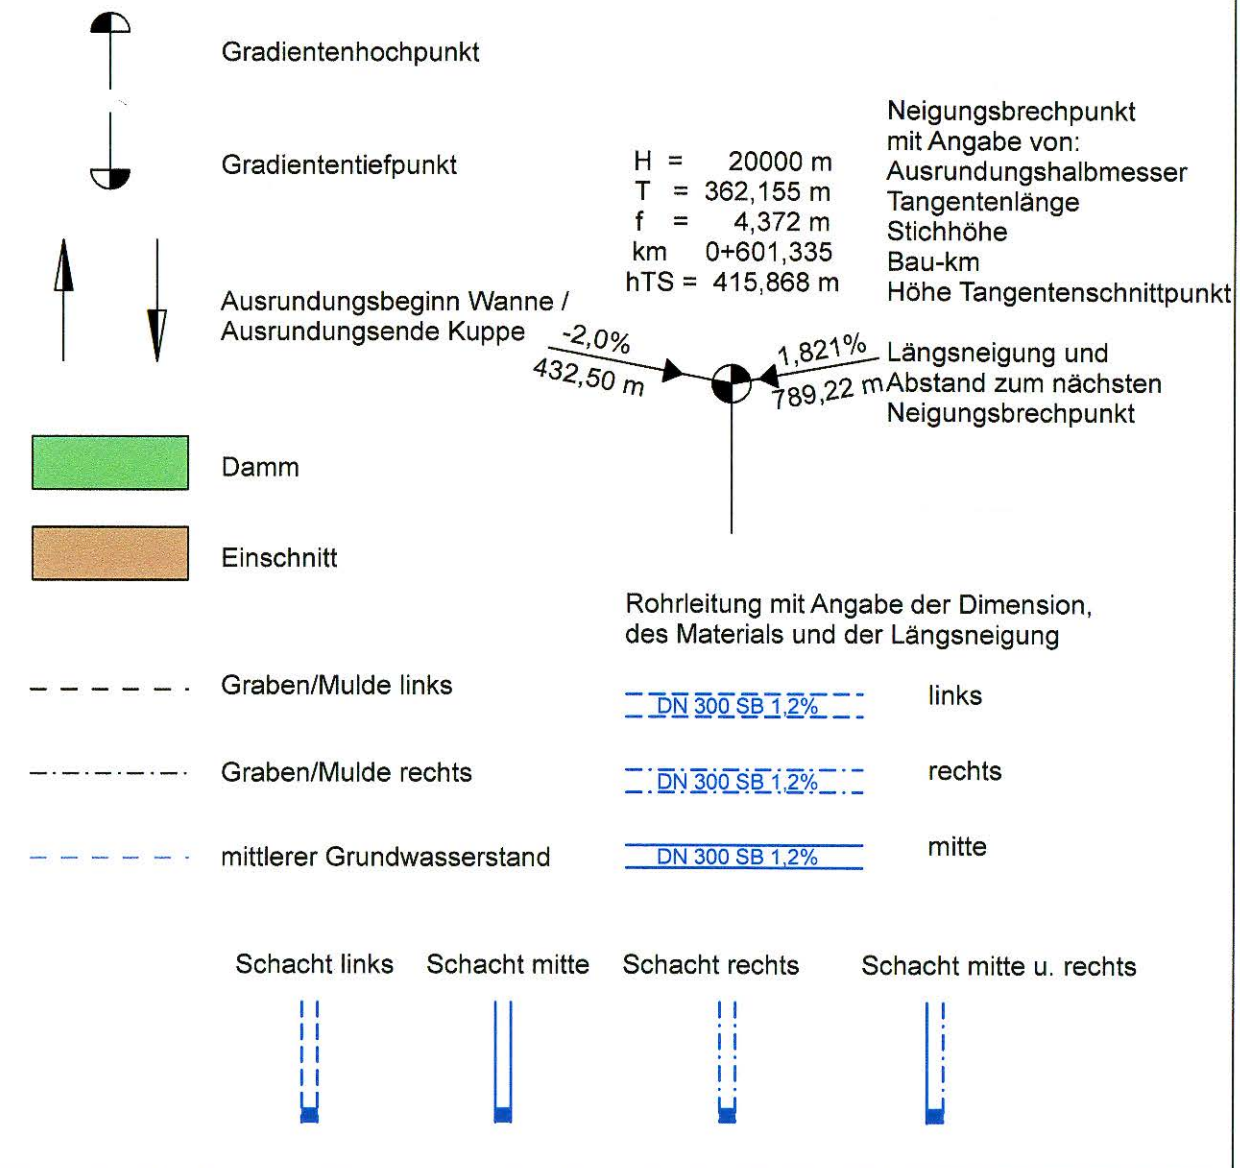 Gradientenhochpunkt
Gradiententiefpunkt
Ausrundungsbeginn Wanne /
Ausrundungsende Kuppe
Damm
Einschnitt
Graben/Mulde links
Graben/Mulde rechts
mittlerer Grundwasserstand
H = 20000 m
T = 362,155 m
f = 4,372 m
km 0+601,335
hTS = 415,868 m
Neigungsbrechpunkt
mit Angabe von:
Ausrundungshalbmesser
Tangentenlänge
Stichhöhe
Bau-km
Höhe Tangentenschnittpunkt
-2,0%
432,50 m
1,821%
789,22 m
Längsneigung und
Abstand zum nächsten
Neigungsbrechpunkt
Rohrleitung mit Angabe der Dimension,
des Materials und der Längsneigung
DN 300 SB 1,2% links
DN 300 SB 1,2% rechts
DN 300 SB 1,2% mitte
Schacht links Schacht mitte Schacht rechts Schacht mitte u. rechts